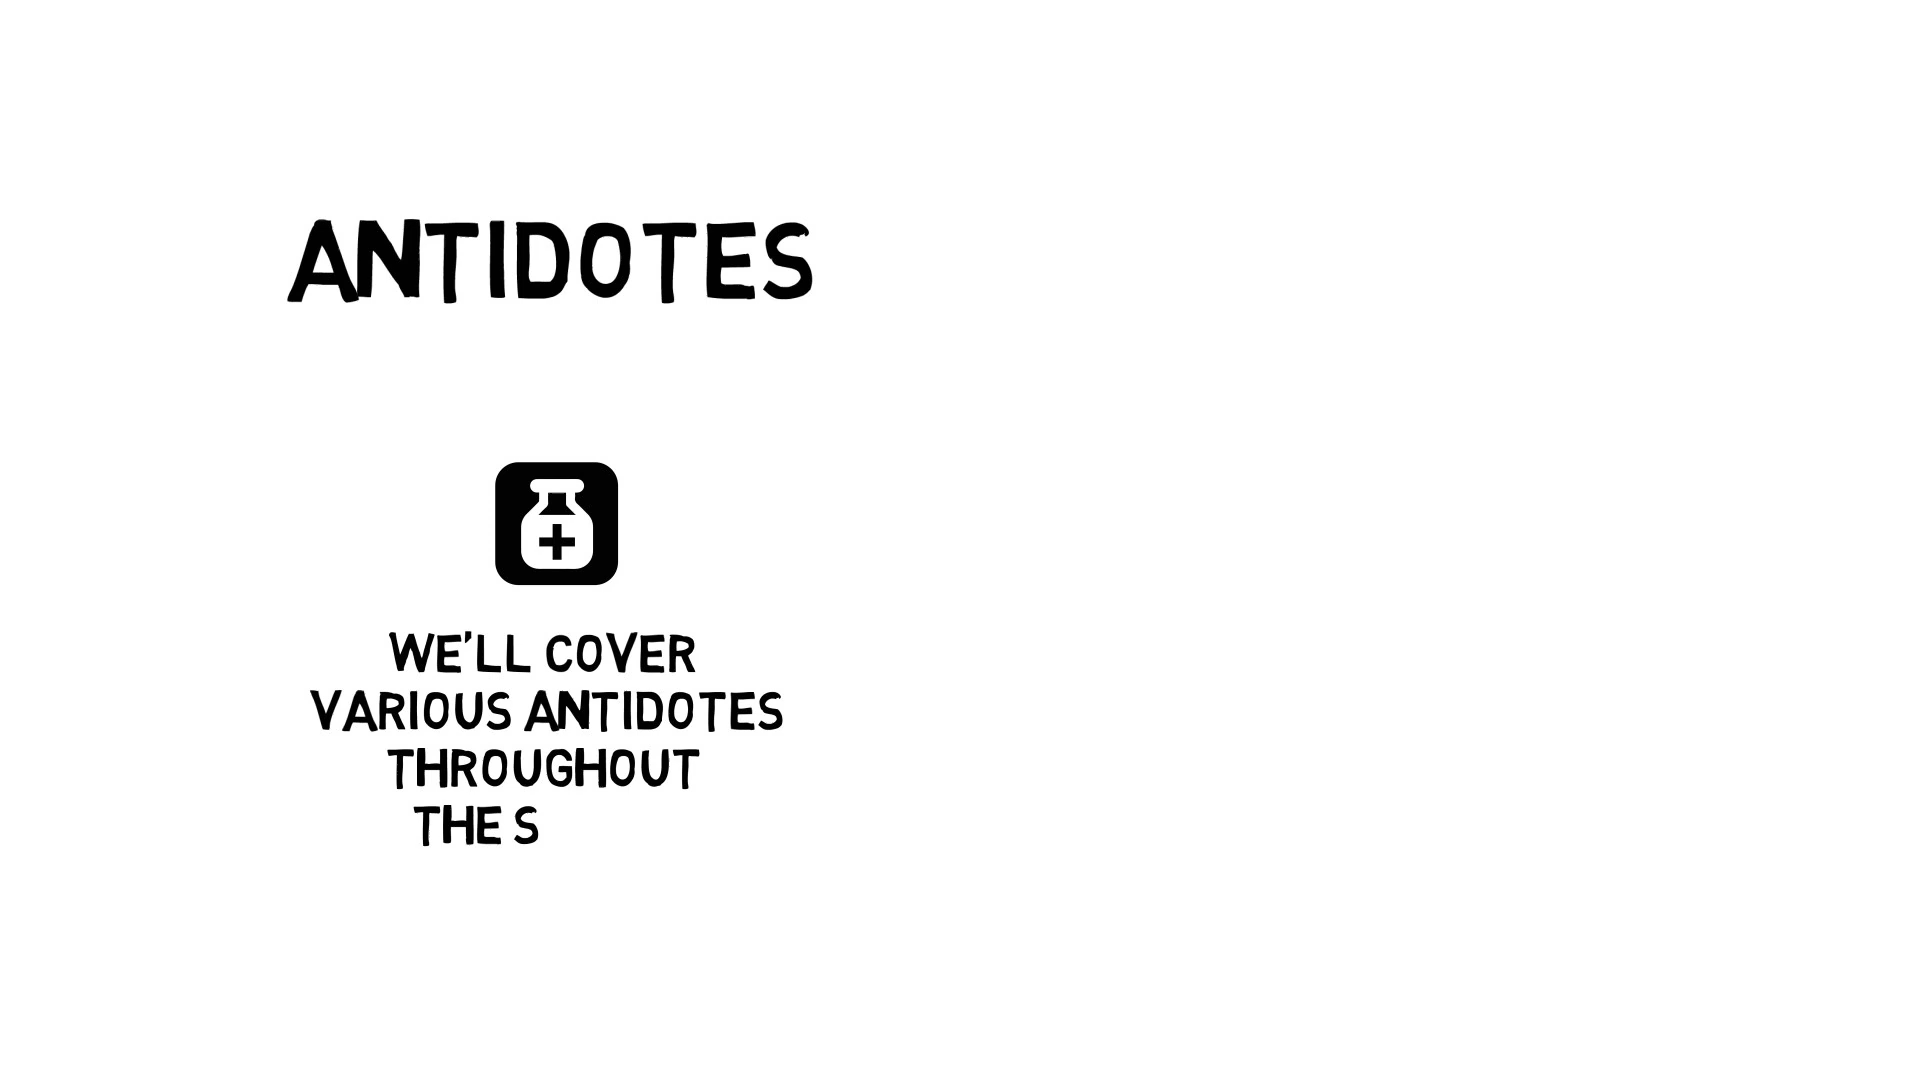 ANTIDOTES
WE'LL COVER
VARIOUS ANTIDOTES
THROUGHOUT
THE S